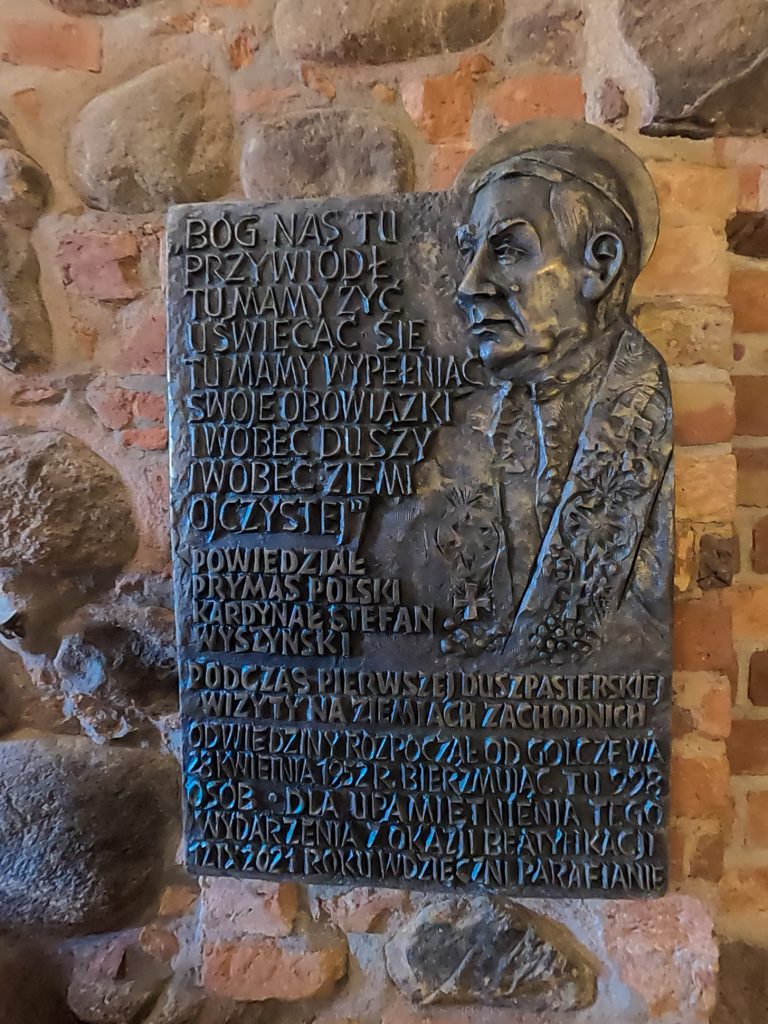 „BÓG NAS TU
PRZYWIÓDŁ
TU MAMY ŻYĆ
UŚWIĘCAĆ SIĘ
TU MAMY WYPEŁNIAĆ
SWOJE OBOWIĄZKI
I WOBEC DUSZY
I WOBEC ZIEMI
OJCZYSTEJ"
POWIEDZIAŁ
PRYMAS POLSKI
KARDYNAŁ STEFAN
WYSZYŃSKI
PODCZAS PIERWSZEJ DUSZPASTERSKIEJ
WIZYTY NA ZIEMIACH ZACHODNICH
ODWIEDZINY ROZPOCZĄŁ OD GOLCZEWA
28 KWIETNIA 1952 R. BIERZMUJĄC TU 998
OSÓB • DLA UPAMIĘTNIENIA TEGO
WYDARZENIA Z OKAZJI BEATYFIKACJI
12 IX 2021 ROKU WDZIĘCZNI PARAFIANIE